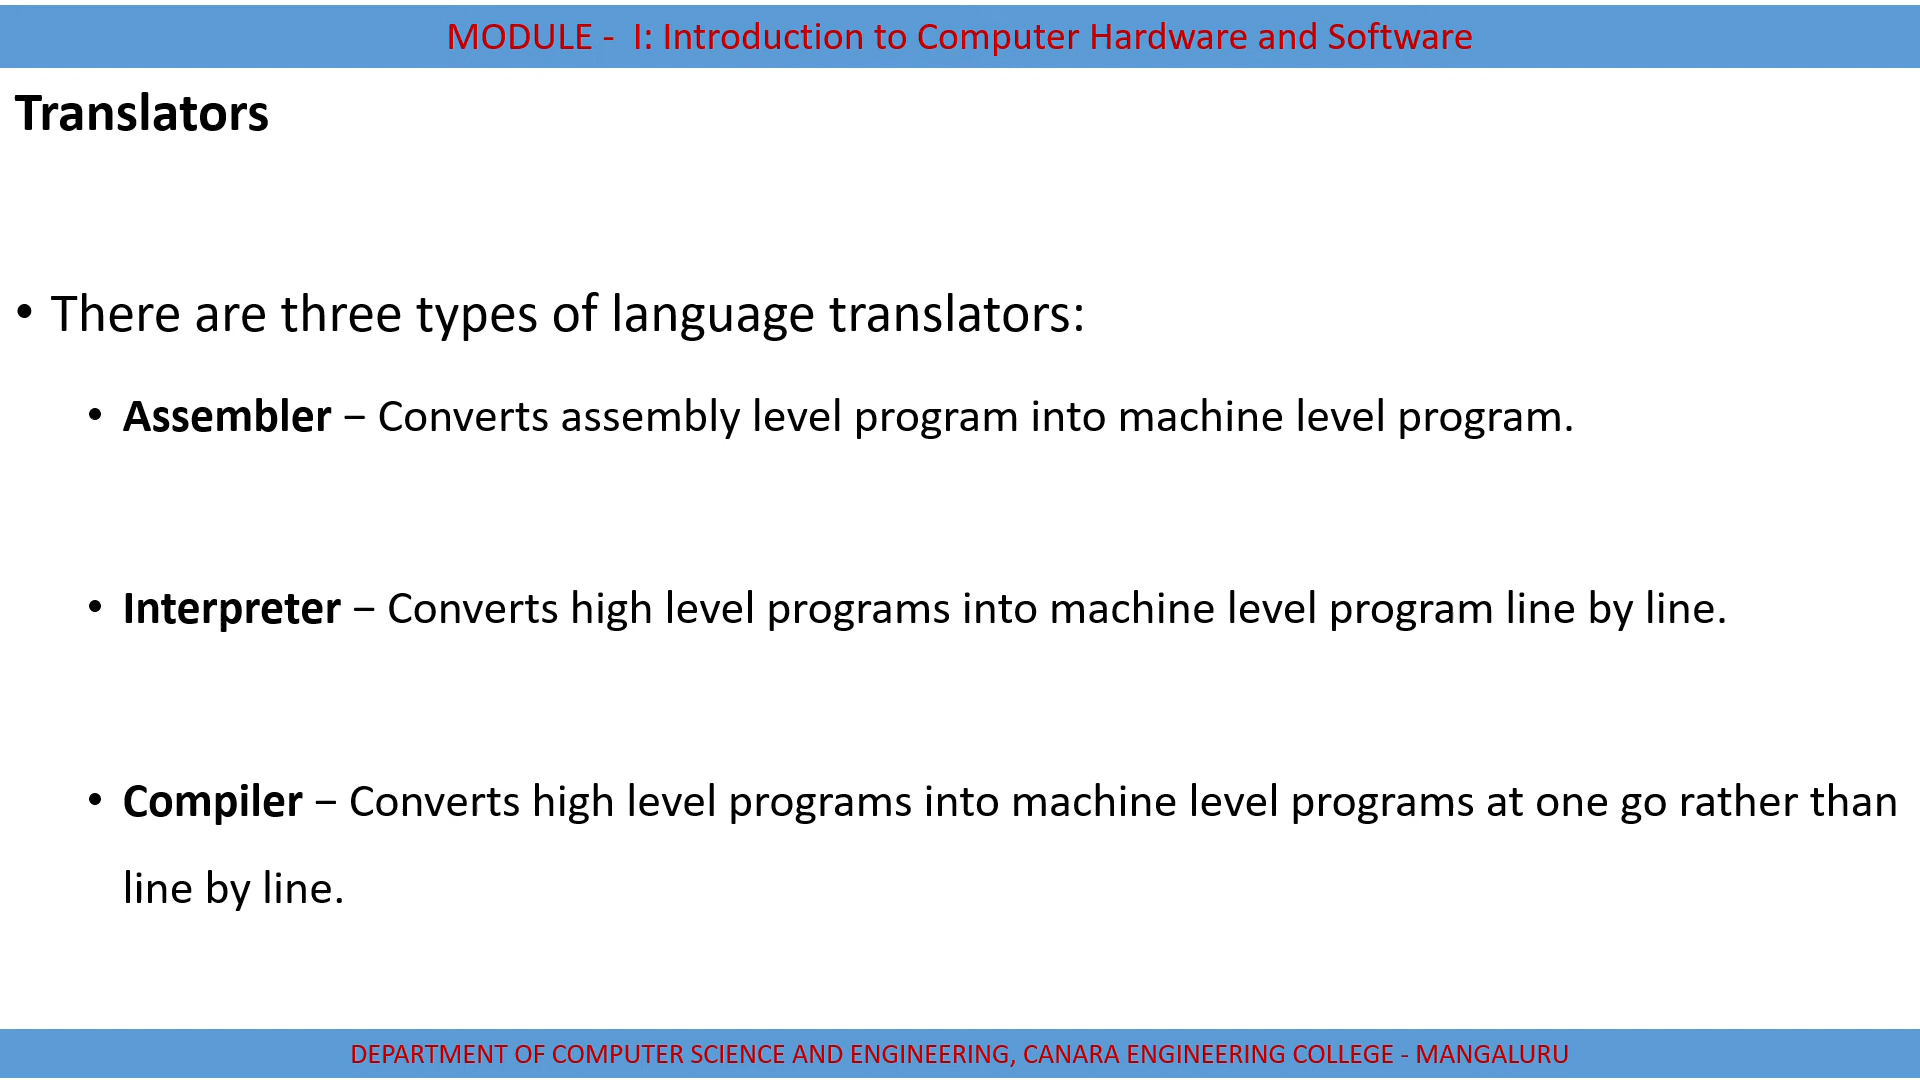 MODULE -  I: Introduction to Computer Hardware and Software
Translators
• There are three types of language translators:
• Assembler − Converts assembly level program into machine level program.
• Interpreter − Converts high level programs into machine level program line by line.
• Compiler − Converts high level programs into machine level programs at one go rather than
line by line.
DEPARTMENT OF COMPUTER SCIENCE AND ENGINEERING, CANARA ENGINEERING COLLEGE - MANGALURU